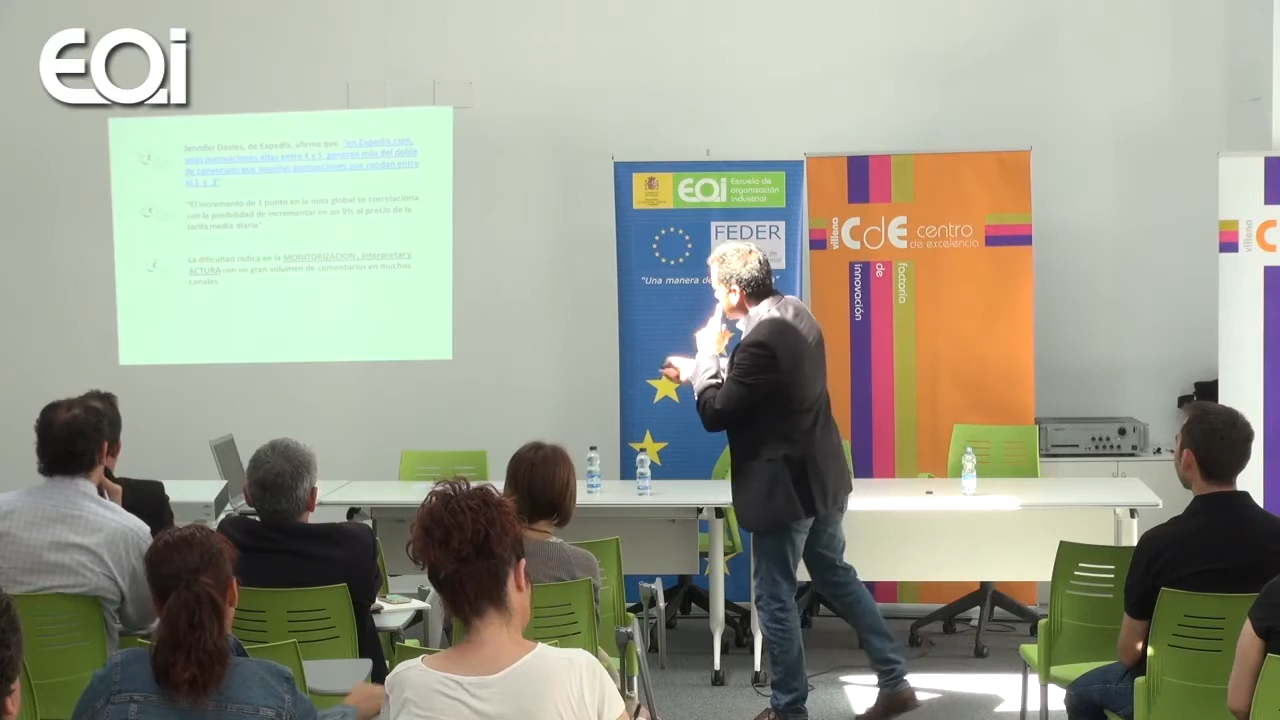 EOi
Jennifer Davies, de Expedia, afirma que "en Expedia.com,
unas puntuaciones altas entre 4 y 5 generan más del doble
de conversión que aquellas puntuaciones que rondan entre
el 1 y 3".
"El incremento de 1 punto en la nota global se correlaciona
con la posibilidad de incrementar en un 9% el precio de la
tarifa media diaria"
La dificultad radica en la MONITORIZACION, interpretar y
ACTURA con un gran volumen de comentarios en muchos
canales.
EOi Escuela de
organización
industrial
FEDER
"Una manera de
villena CdE centro
de excelencia
factoría
de
innovación
villena C